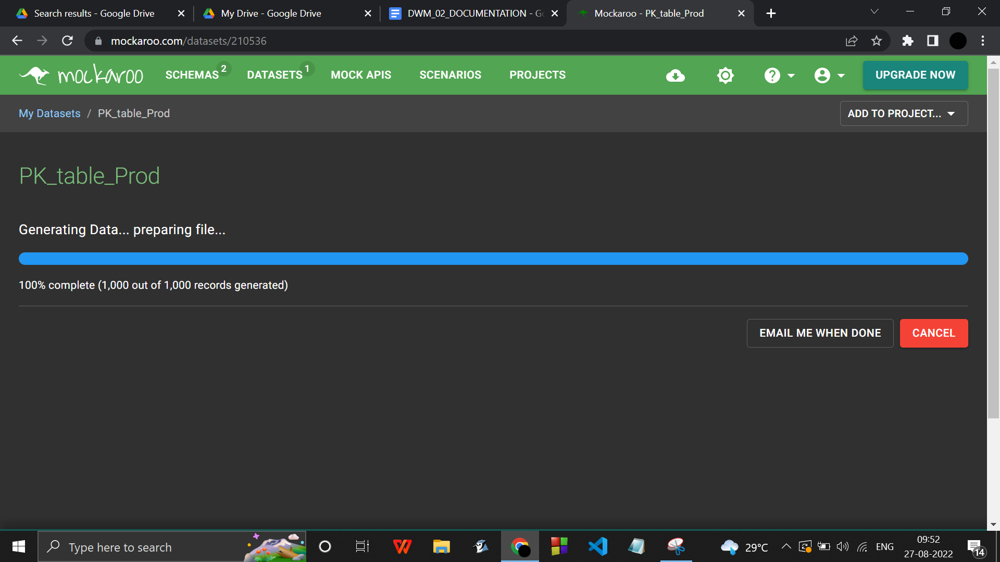 Search results - Google Drive
My Drive - Google Drive
DWM_02_DOCUMENTATION - Go
Mockaroo - PK_table_Prod
mockaroo.com/datasets/210536
mockaroo
SCHEMAS 2
DATASETS 1
MOCK APIS
SCENARIOS
PROJECTS
?
UPGRADE NOW
My Datasets / PK_table_Prod
ADD TO PROJECT...
PK_table_Prod
Generating Data... preparing file...
100% complete (1,000 out of 1,000 records generated)
EMAIL ME WHEN DONE
CANCEL
Type here to search
29°C
ENG
09:52
27-08-2022
14